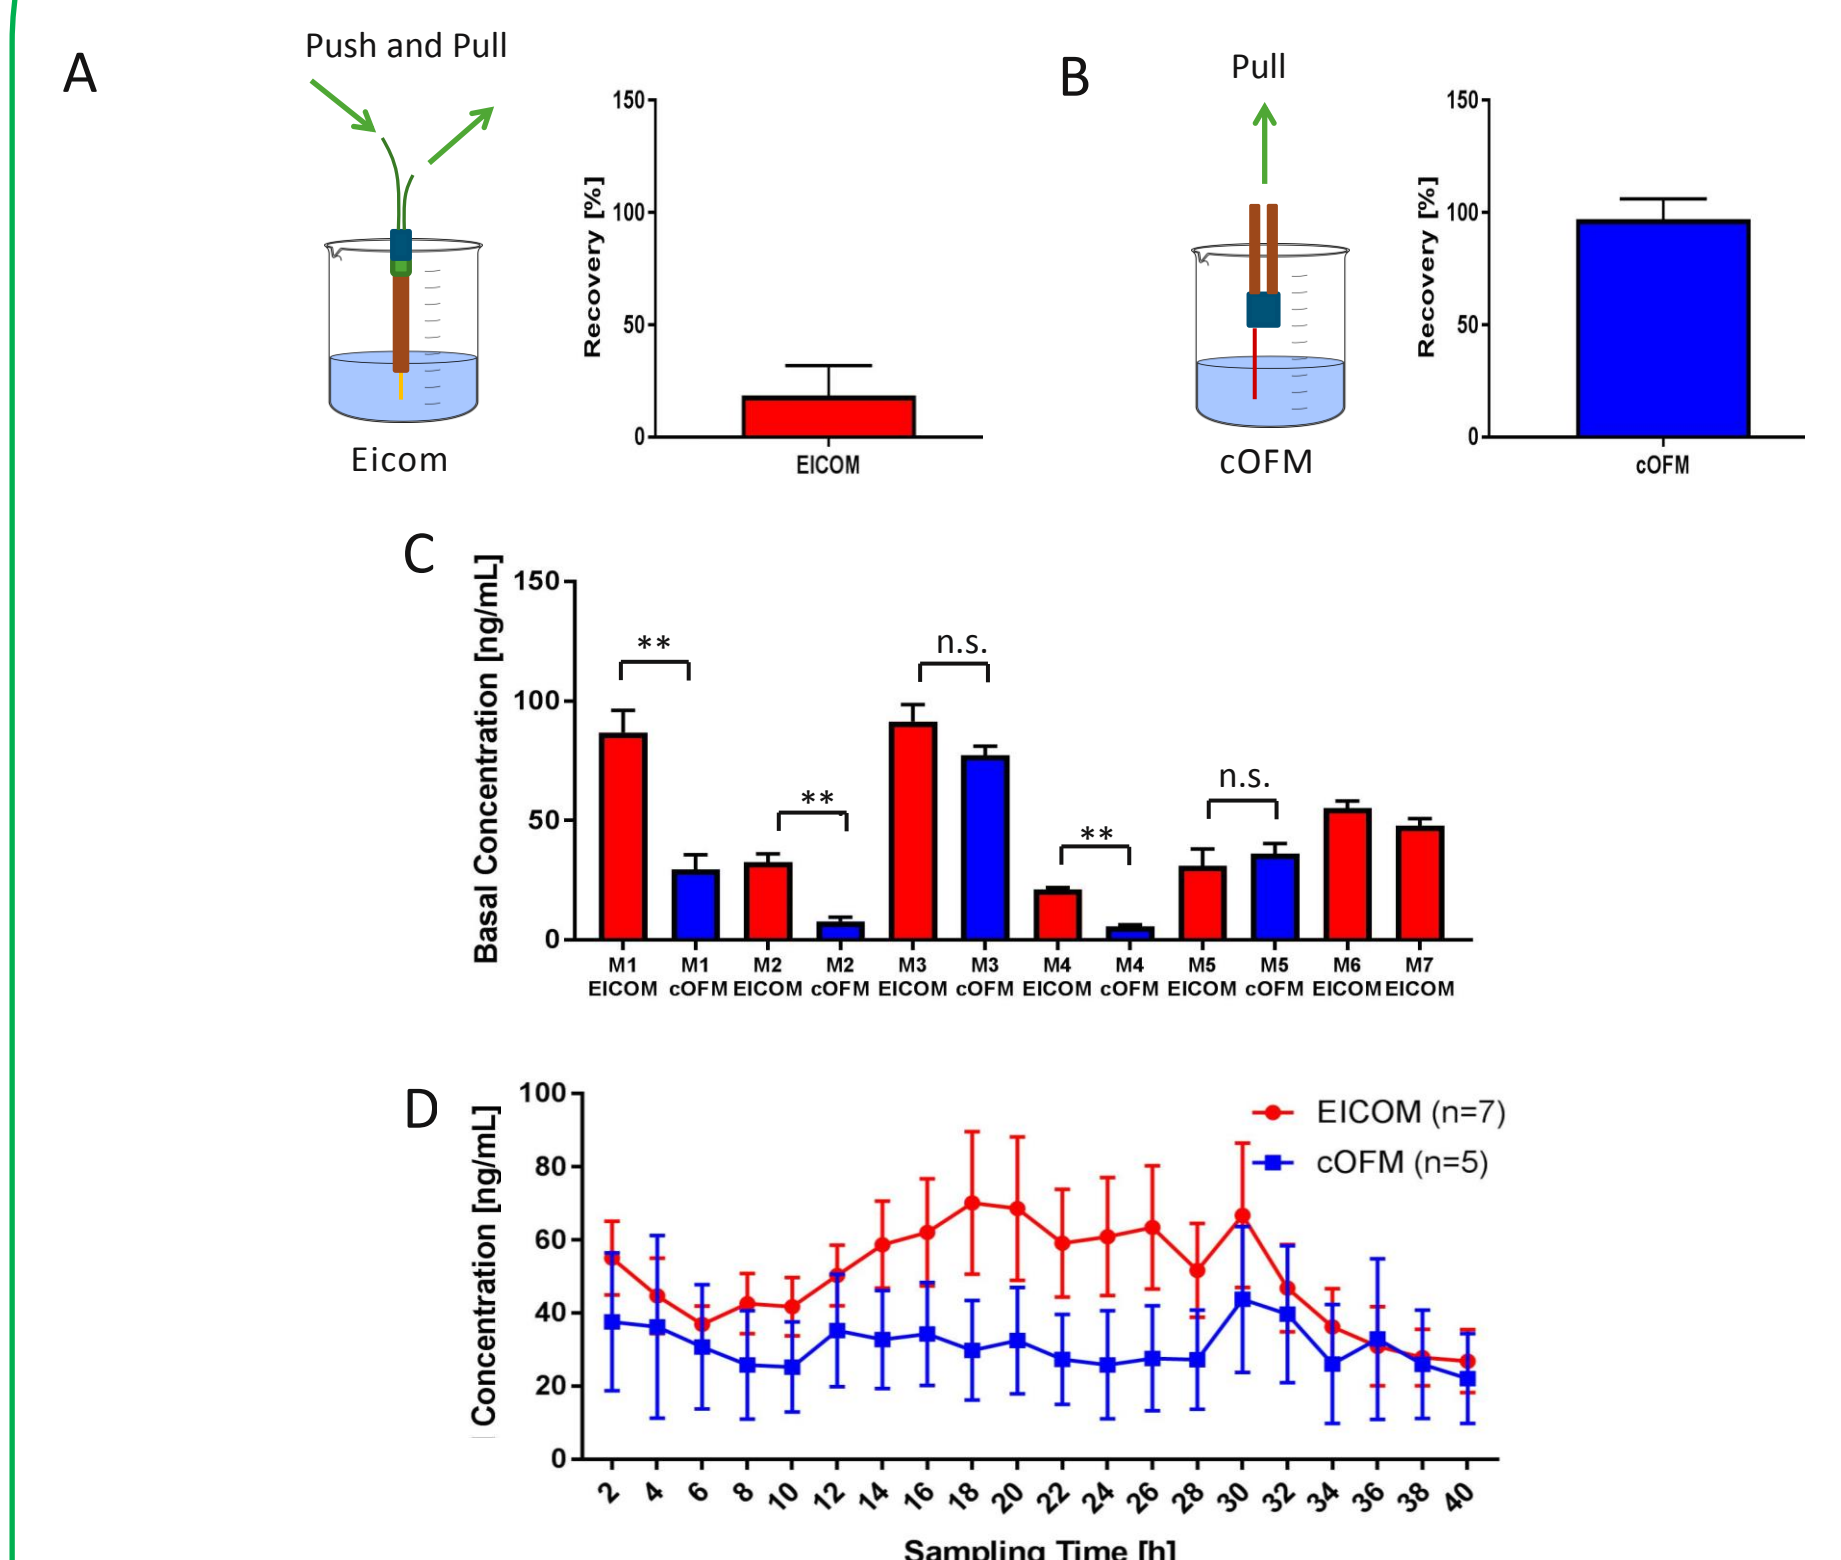 A
Push and Pull
Recovery [%]
150
100
50
0
EICOM
Eicom
B
Pull
Recovery [%]
150
100
50
0
cOFM
cOFM
C
Basal Concentration [ng/mL]
150
100
50
0
**
**
n.s.
**
n.s.
M1 M1 M2 M2 M3 M3 M4 M4 M5 M5 M6 M7
EICOM cOFM EICOM cOFM EICOM cOFM EICOM cOFM EICOM cOFM EICOM EICOM
D
Concentration [ng/mL]
100
80
60
40
20
0
EICOM (n=7)
cOFM (n=5)
2 4 6 8 10 12 14 16 18 20 22 24 26 28 30 32 34 36 38 40
Sampling Time [h]